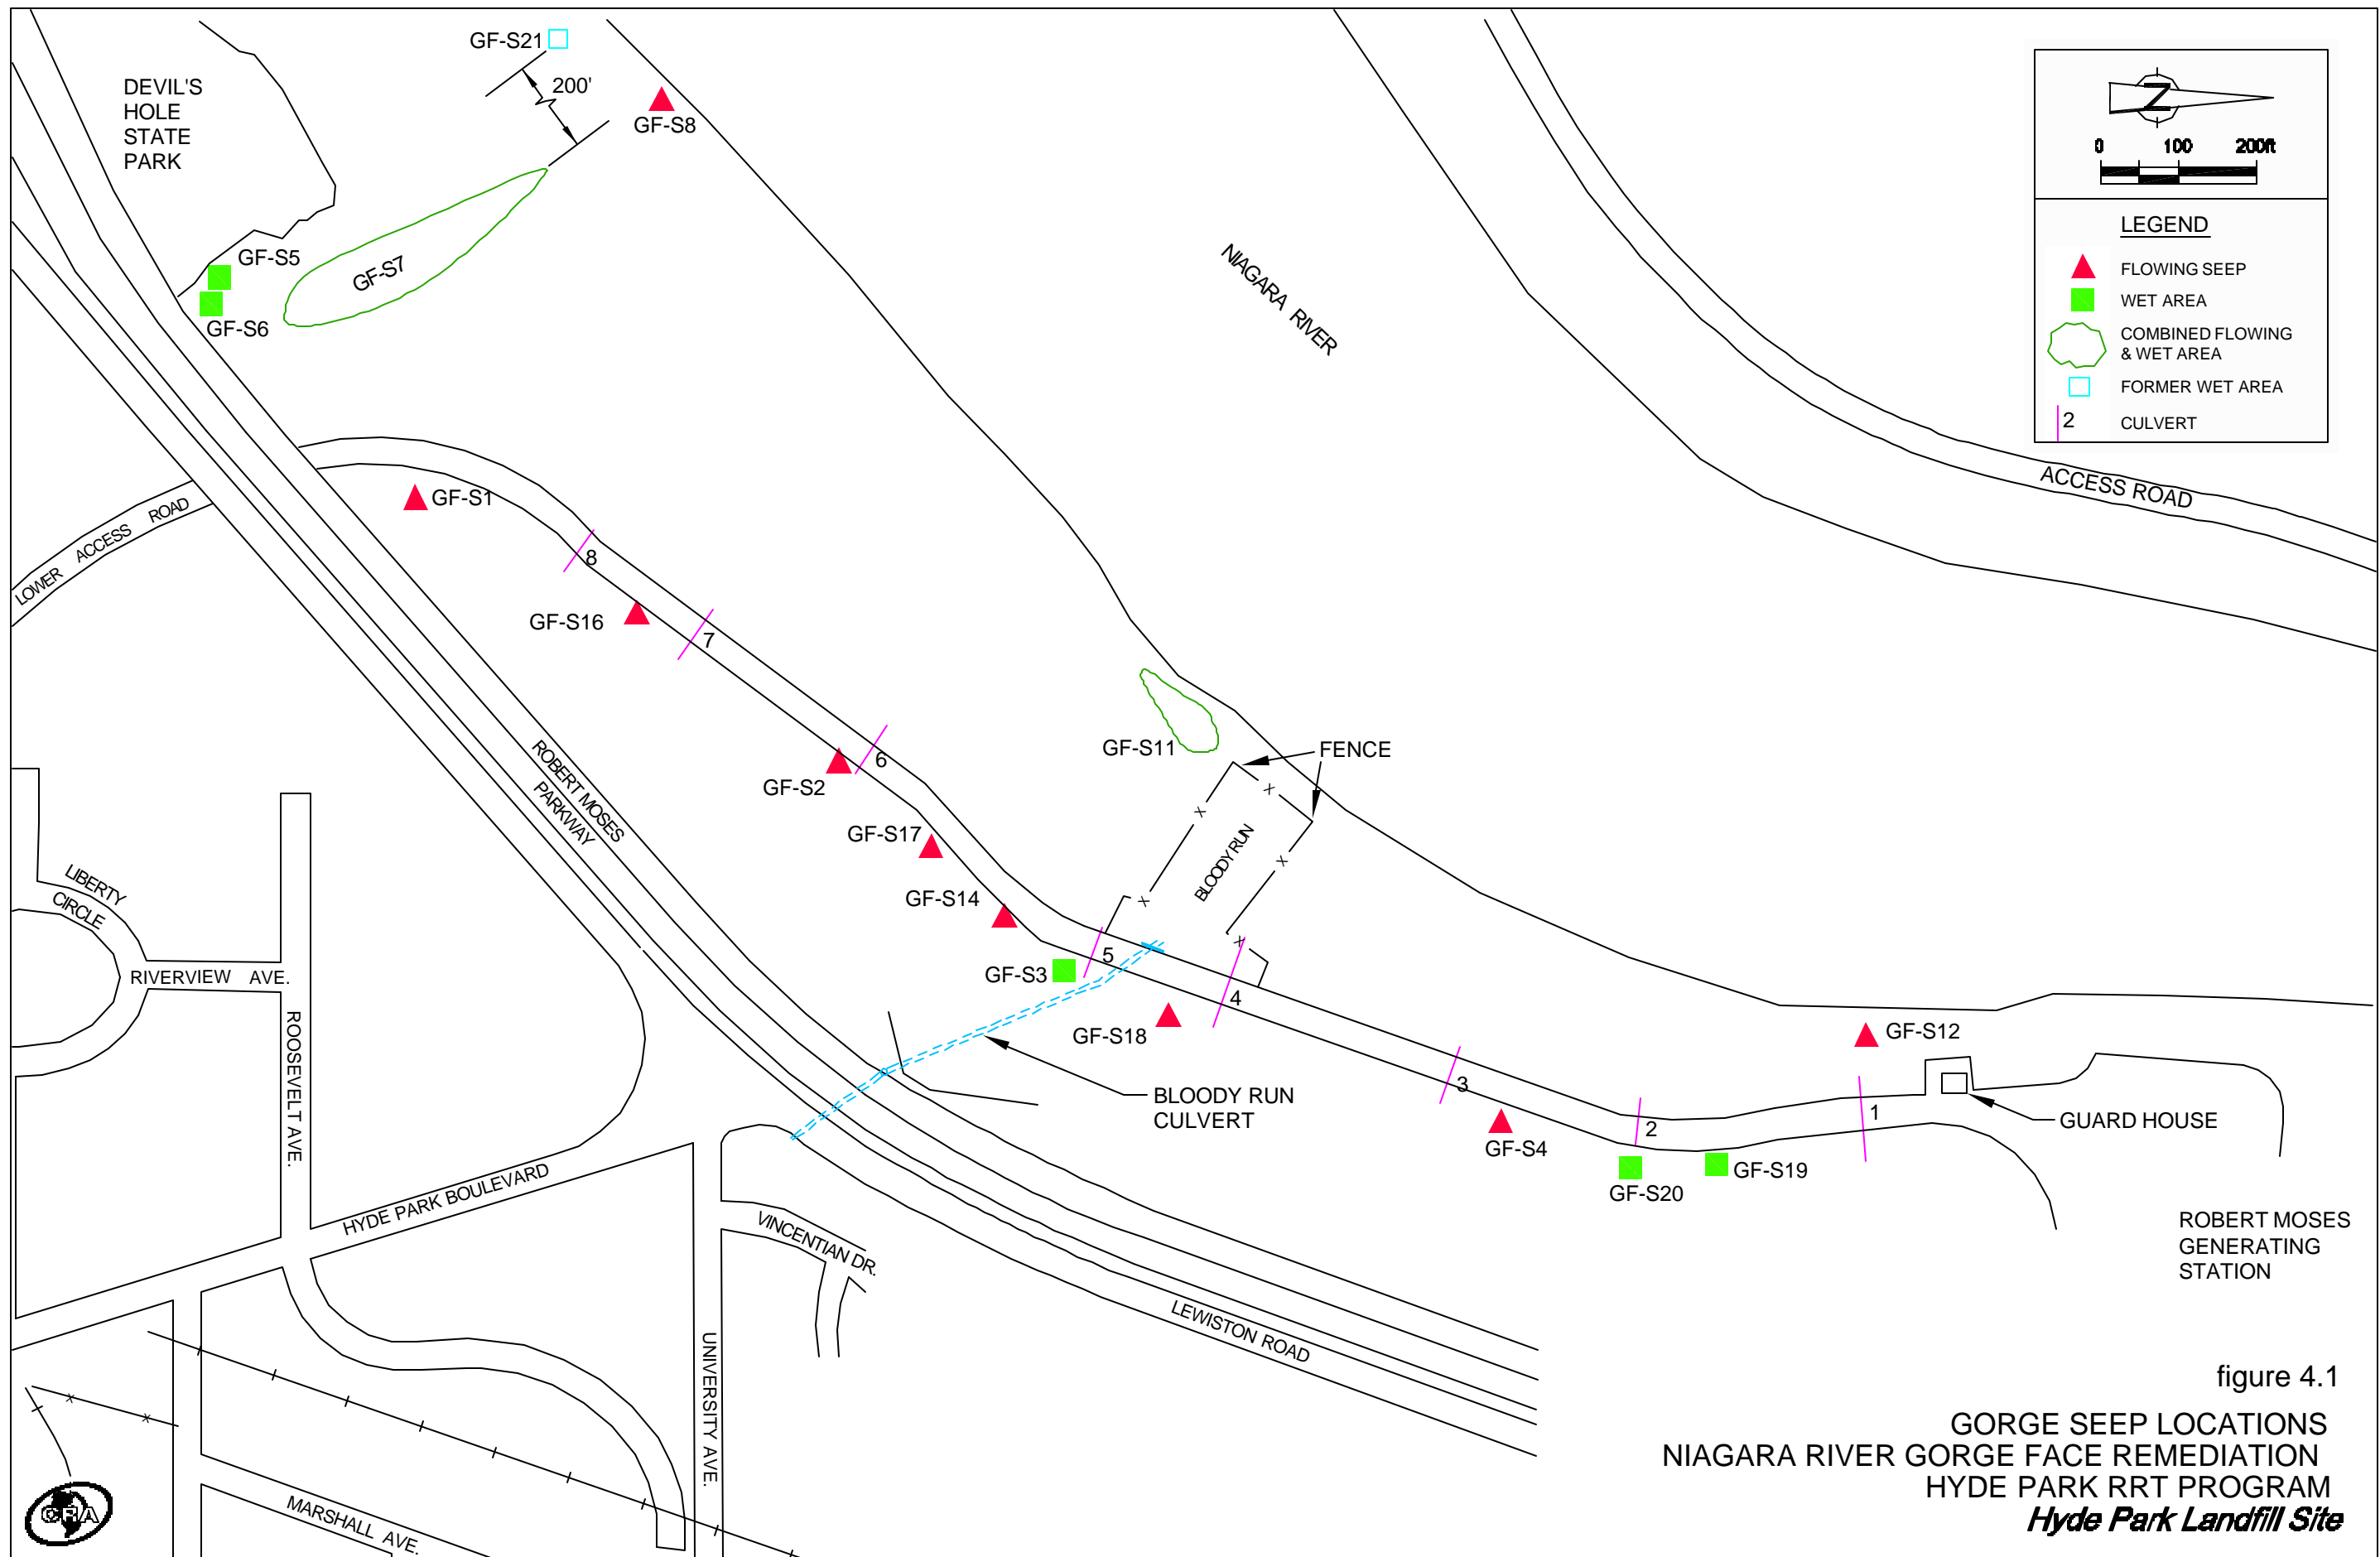 GF-S21
200'
DEVIL'S
HOLE
STATE
PARK
GF-S8
GF-S5
GF-S7
GF-S6
NIAGARA RIVER
Z
0 100 200ft
LEGEND
FLOWING SEEP
WET AREA
COMBINED FLOWING
& WET AREA
FORMER WET AREA
2 CULVERT
ACCESS ROAD
LOWER ACCESS ROAD
GF-S1
8
GF-S16
7
ROBERT MOSES
PARKWAY
GF-S2
6
GF-S11
FENCE
X
X
X
X
X
BLOODY RUN
GF-S17
GF-S14
LIBERTY
CIRCLE
RIVERVIEW AVE.
ROOSEVELT AVE.
GF-S3
5
4
GF-S18
BLOODY RUN
CULVERT
3
GF-S4
2
GF-S20
GF-S19
1
GF-S12
GUARD HOUSE
HYDE PARK BOULEVARD
VINCENTIAN DR.
UNIVERSITY AVE.
LEWISTON ROAD
MARSHALL AVE.
X
X
CRA
ROBERT MOSES
GENERATING
STATION
figure 4.1
GORGE SEEP LOCATIONS
NIAGARA RIVER GORGE FACE REMEDIATION
HYDE PARK RRT PROGRAM
Hyde Park Landfill Site